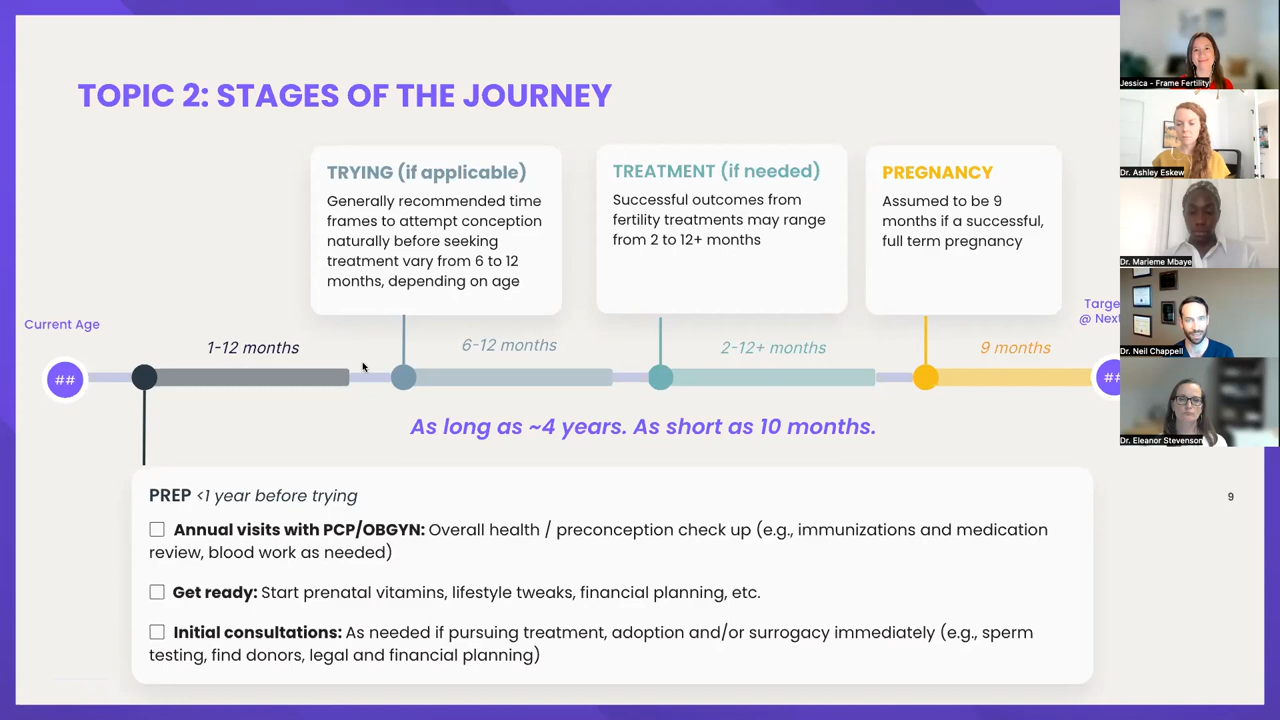 TOPIC 2: STAGES OF THE JOURNEY
TRYING (if applicable)
Generally recommended time
frames to attempt conception
naturally before seeking
treatment vary from 6 to 12
months, depending on age
TREATMENT (if needed)
Successful outcomes from
fertility treatments may range
from 2 to 12+ months
PREGNANCY
Assumed to be 9
months if a successful,
full term pregnancy
Current Age
##
1-12 months
6-12 months
2-12+ months
9 months
Targe
@ Next
##
As long as ~4 years. As short as 10 months.
PREP <1 year before trying
Annual visits with PCP/OBGYN: Overall health / preconception check up (e.g., immunizations and medication
review, blood work as needed)
Get ready: Start prenatal vitamins, lifestyle tweaks, financial planning, etc.
Initial consultations: As needed if pursuing treatment, adoption and/or surrogacy immediately (e.g., sperm
testing, find donors, legal and financial planning)
9
Jessica - Frame Fertility
Dr. Ashley Eskew
Dr. Marieme Mbaye
Dr. Neil Chappell
Dr. Eleanor Stevenson